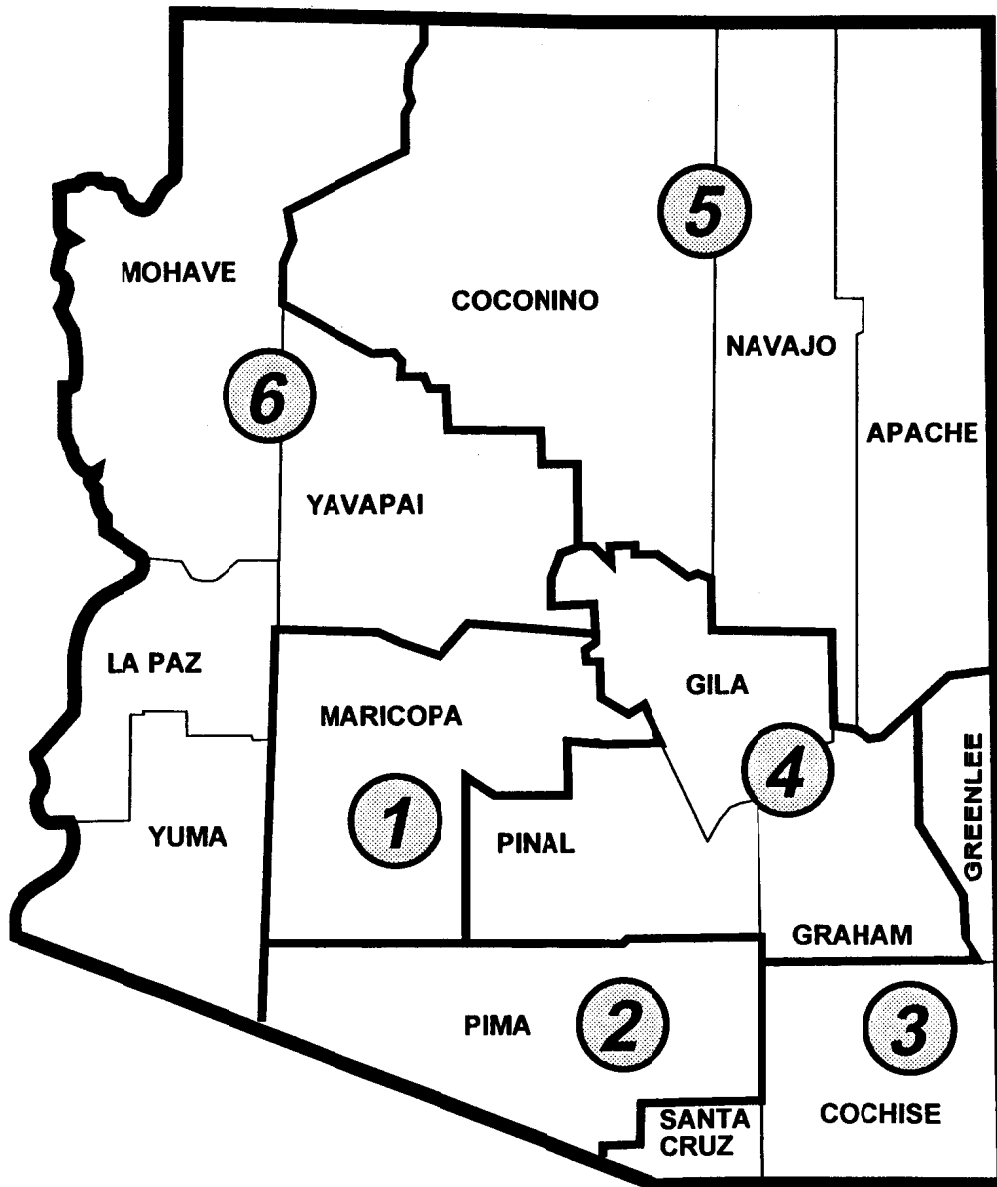 5
MOHAVE
COCONINO
NAVAJO
6
APACHE
YAVAPAI
LA PAZ
GILA
MARICOPA
4
GREENLEE
1
YUMA
PINAL
GRAHAM
PIMA
2
3
SANTA
CRUZ
COCHISE